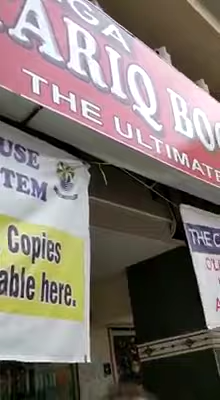 GA
ARIQ BOO
THE ULTIMATE
USE
TEM
Copies
able here.
THE C
O'L